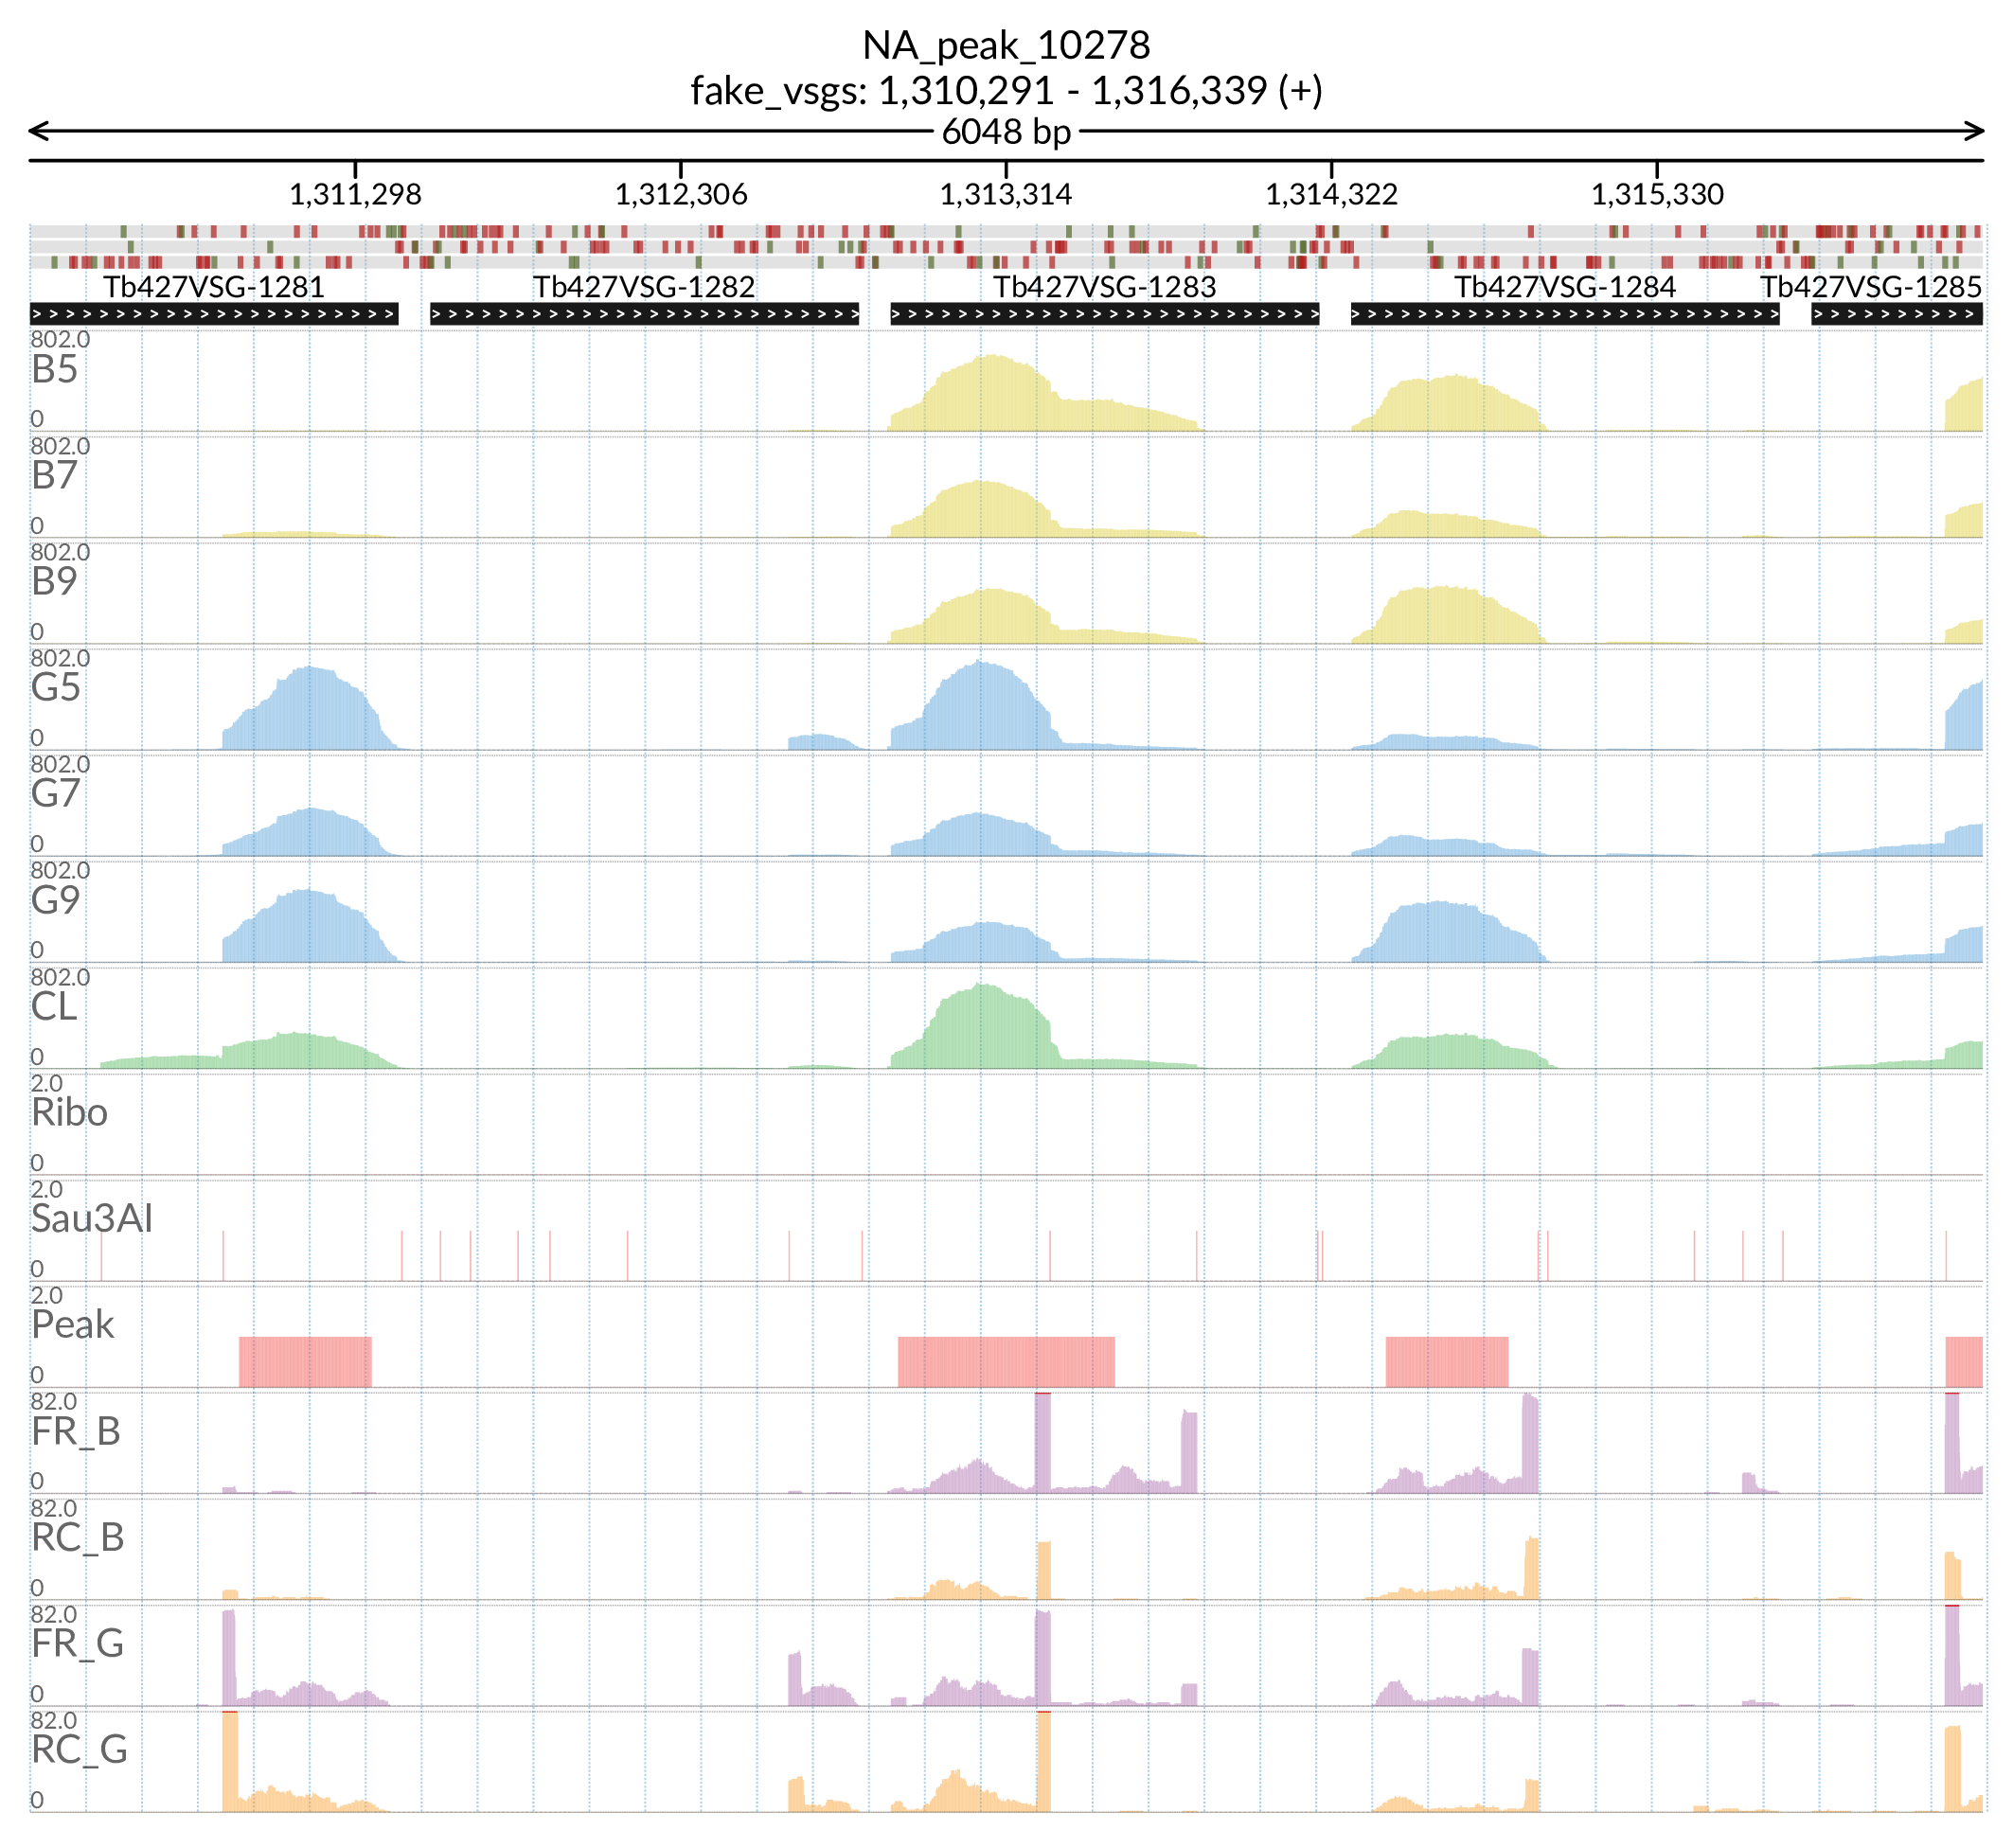 NA_peak_10278
fake_vsgs: 1,310,291 - 1,316,339 (+)
6048 bp
1,311,298 1,312,306 1,313,314 1,314,322 1,315,330
Tb427VSG-1281 Tb427VSG-1282 Tb427VSG-1283 Tb427VSG-1284 Tb427VSG-1285
802.0
B5
0
802.0
B7
0
802.0
B9
0
802.0
G5
0
802.0
G7
0
802.0
G9
0
802.0
CL
0
2.0
Ribo
0
2.0
Sau3AI
0
2.0
Peak
0
82.0
FR_B
0
82.0
RC_B
0
82.0
FR_G
0
82.0
RC_G
0